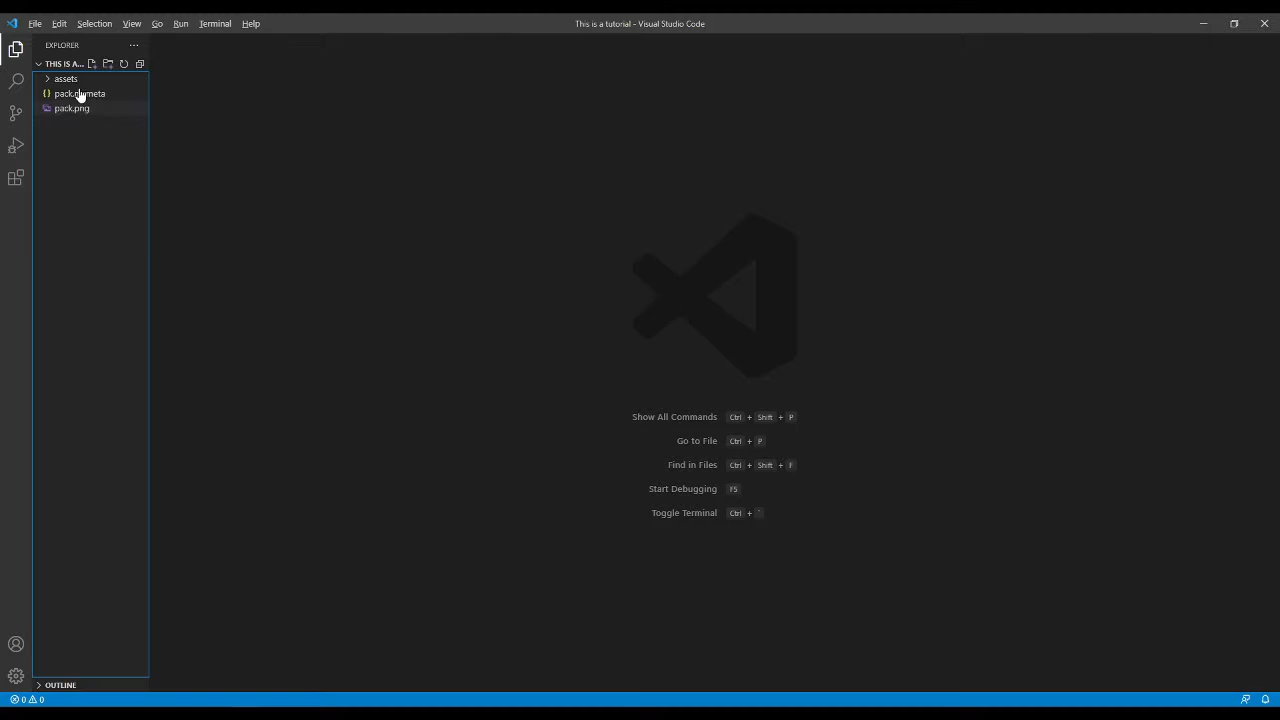 File Edit Selection View Go Run Terminal Help
This is a tutorial - Visual Studio Code
EXPLORER
THIS IS A...
assets
pack.png
OUTLINE
Show All Commands Ctrl + Shift + P
Go to File Ctrl + P
Find in Files Ctrl + Shift + F
Start Debugging F5
Toggle Terminal Ctrl + `
0 0